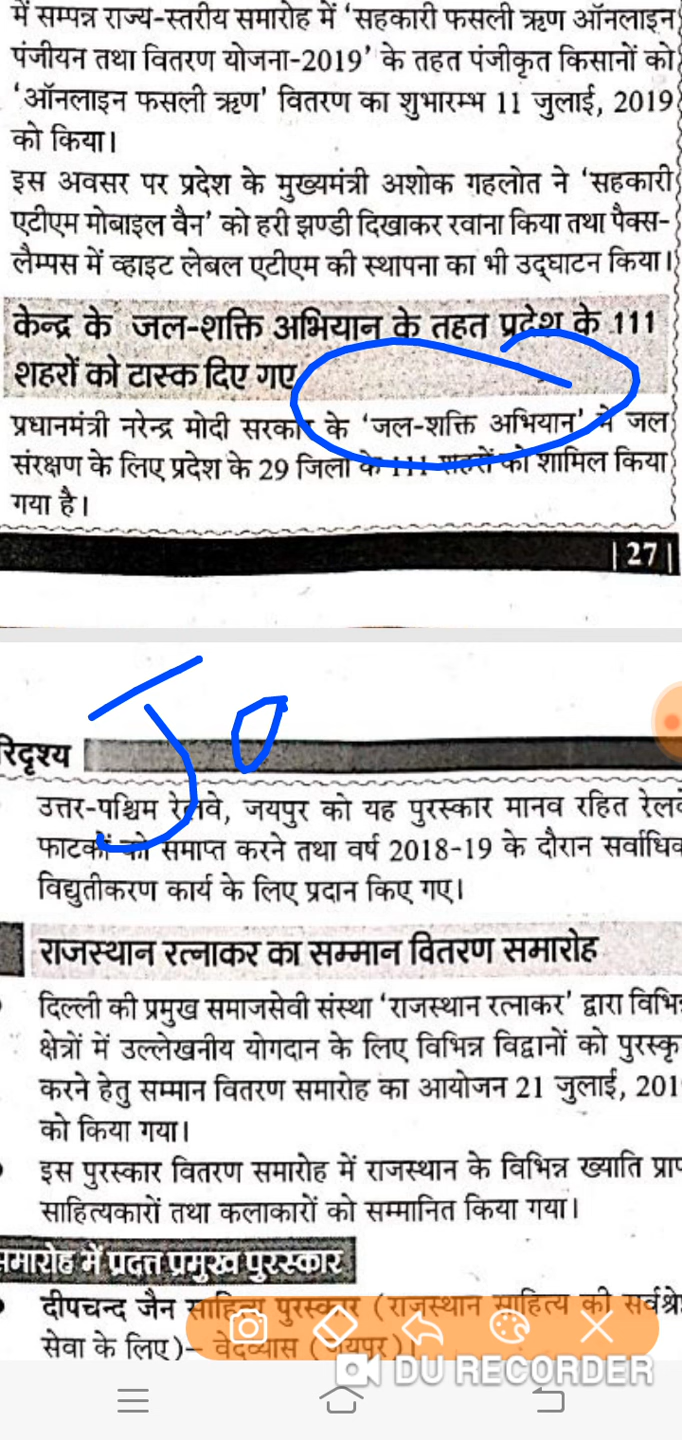 में सम्पन्न राज्य-स्तरीय समारोह में 'सहकारी फसली ऋण ऑनलाइन
पंजीयन तथा वितरण योजना-2019' के तहत पंजीकृत किसानों को
'ऑनलाइन फसली ऋण' वितरण का शुभारम्भ 11 जुलाई, 2019
को किया।
इस अवसर पर प्रदेश के मुख्यमंत्री अशोक गहलोत ने 'सहकारी
एटीएम मोबाइल वैन' को हरी झण्डी दिखाकर रवाना किया तथा पैक्स-
लैम्पस में व्हाइट लेबल एटीएम की स्थापना का भी उद्घाटन किया।
केन्द्र के जल-शक्ति अभियान के तहत प्रदेश के 111
शहरों को टास्क दिए गए
प्रधानमंत्री नरेन्द्र मोदी सरकार के 'जल-शक्ति अभियान' में जल
संरक्षण के लिए प्रदेश के 29 जिलों के 111 शहरों को शामिल किया
गया है।
|27|
रिदृश्य
उत्तर-पश्चिम रेलवे, जयपुर को यह पुरस्कार मानव रहित रेलवे
फाटकों को समाप्त करने तथा वर्ष 2018-19 के दौरान सर्वाधिक
विद्युतीकरण कार्य के लिए प्रदान किए गए।
राजस्थान रत्नाकर का सम्मान वितरण समारोह
दिल्ली की प्रमुख समाजसेवी संस्था 'राजस्थान रत्नाकर' द्वारा विभि
क्षेत्रों में उल्लेखनीय योगदान के लिए विभिन्न विद्वानों को पुरस्कृ
करने हेतु सम्मान वितरण समारोह का आयोजन 21 जुलाई, 201
को किया गया।
इस पुरस्कार वितरण समारोह में राजस्थान के विभिन्न ख्याति प्राप
साहित्यकारों तथा कलाकारों को सम्मानित किया गया।
समारोह में प्रदत्त प्रमुख पुरस्कार
दीपचन्द जैन साहित्य पुरस्कार (राजस्थान साहित्य की सर्वश्रे
सेवा के लिए)- वेदव्यास (जयपुर)।
DU RECORDER